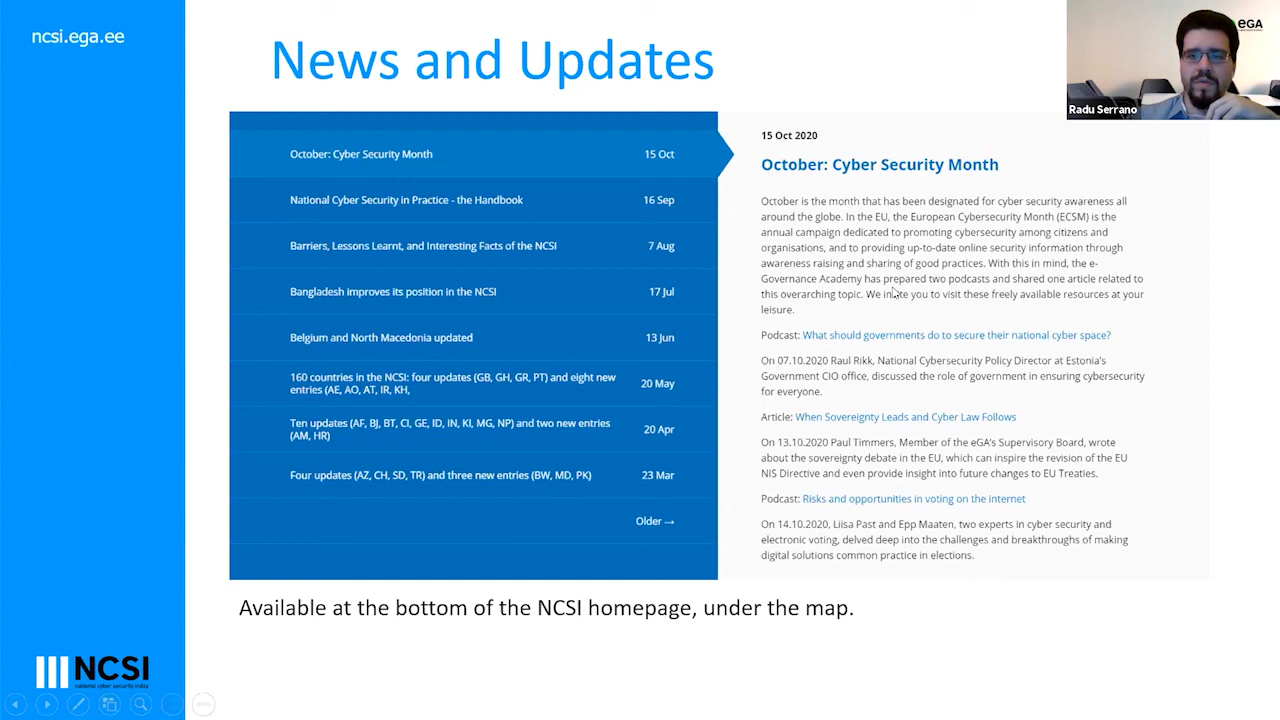 ncsi.ega.ee
News and Updates
eGA
Radu Serrano
October: Cyber Security Month 15 Oct
National Cyber Security in Practice - the Handbook 16 Sep
Barriers, Lessons Learnt, and Interesting Facts of the NCSI 7 Aug
Bangladesh improves its position in the NCSI 17 Jul
Belgium and North Macedonia updated 13 Jun
160 countries in the NCSI: four updates (GB, GH, GR, PT) and eight new
entries (AE, AO, AT, IR, KH, 20 May
Ten updates (AF, BJ, BT, CI, GE, ID, IN, KI, MG, NP) and two new entries
(AM, HR) 20 Apr
Four updates (AZ, CH, SD, TR) and three new entries (BW, MD, PK) 23 Mar
Older →
15 Oct 2020
October: Cyber Security Month
October is the month that has been designated for cyber security awareness all
around the globe. In the EU, the European Cybersecurity Month (ECSM) is the
annual campaign dedicated to promoting cybersecurity among citizens and
organisations, and to providing up-to-date online security information through
awareness raising and sharing of good practices. With this in mind, the e-
Governance Academy has prepared two podcasts and shared one article related to
this overarching topic. We invite you to visit these freely available resources at your
leisure.
Podcast: What should governments do to secure their national cyber space?
On 07.10.2020 Raul Rikk, National Cybersecurity Policy Director at Estonia's
Government CIO office, discussed the role of government in ensuring cybersecurity
for everyone.
Article: When Sovereignty Leads and Cyber Law Follows
On 13.10.2020 Paul Timmers, Member of the eGA's Supervisory Board, wrote
about the sovereignty debate in the EU, which can inspire the revision of the EU
NIS Directive and even provide insight into future changes to EU Treaties.
Podcast: Risks and opportunities in voting on the internet
On 14.10.2020, Liisa Past and Epp Maaten, two experts in cyber security and
electronic voting, delved deep into the challenges and breakthroughs of making
digital solutions common practice in elections.
Available at the bottom of the NCSI homepage, under the map.
NCSI
national cyber security index